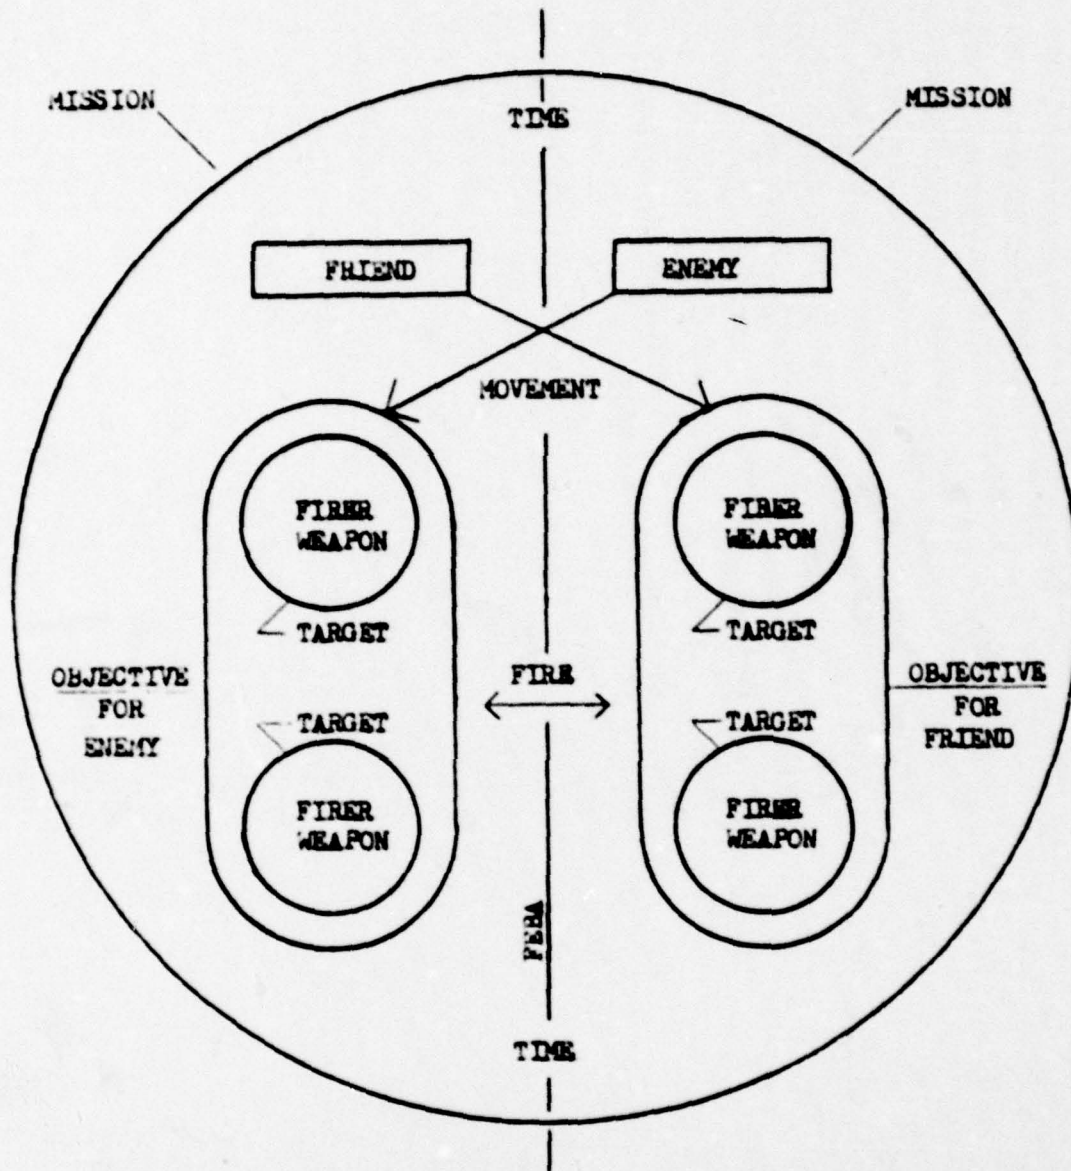 MISSION
MISSION
TIME
FRIEND
ENEMY
MOVEMENT
FIRER
WEAPON
FIRER
WEAPON
TARGET
TARGET
OBJECTIVE
FOR
ENEMY
FIRE
OBJECTIVE
FOR
FRIEND
TARGET
TARGET
FIRER
WEAPON
FIRER
WEAPON
FEBA
TIME